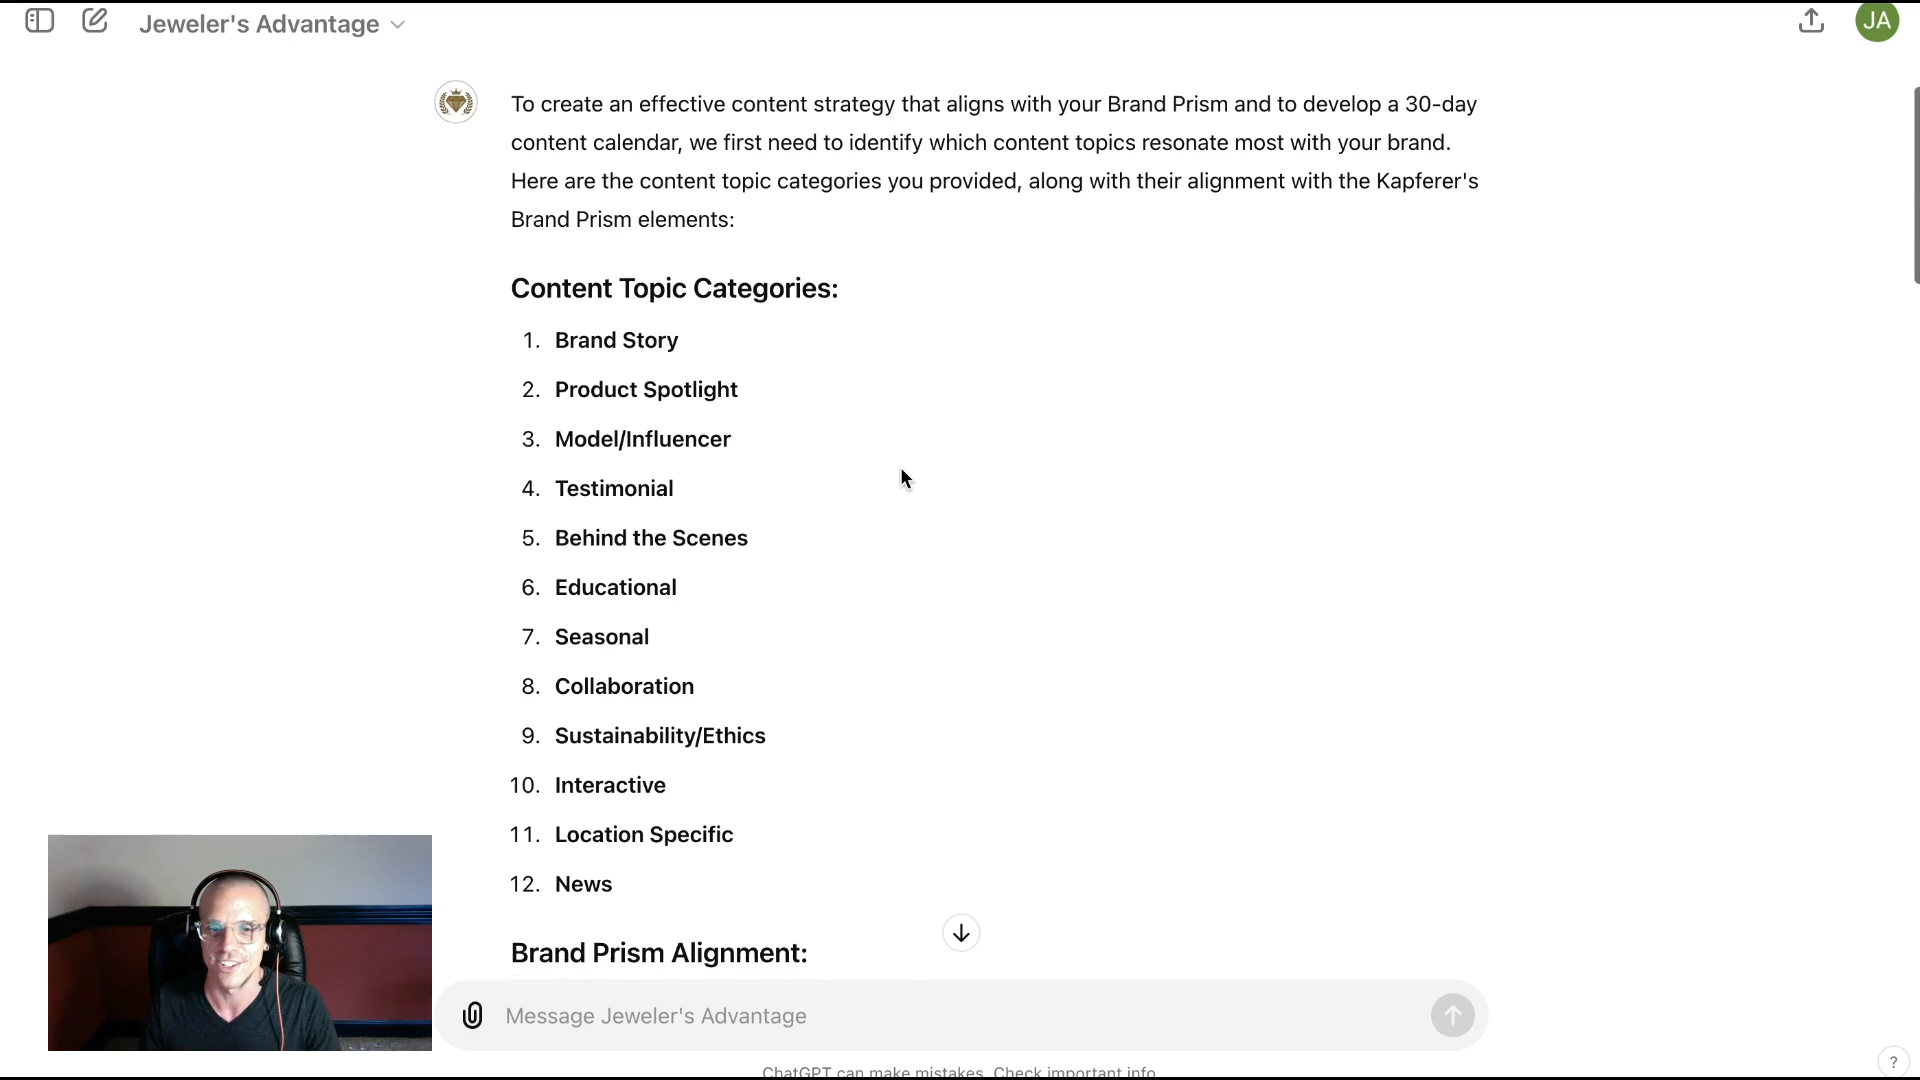 Jeweler's Advantage
JA
To create an effective content strategy that aligns with your Brand Prism and to develop a 30-day
content calendar, we first need to identify which content topics resonate most with your brand.
Here are the content topic categories you provided, along with their alignment with the Kapferer's
Brand Prism elements:
Content Topic Categories:
1. Brand Story
2. Product Spotlight
3. Model/Influencer
4. Testimonial
5. Behind the Scenes
6. Educational
7. Seasonal
8. Collaboration
9. Sustainability/Ethics
10. Interactive
11. Location Specific
12. News
Brand Prism Alignment:
Message Jeweler's Advantage
ChatGPT can make mistakes. Check important info.
?